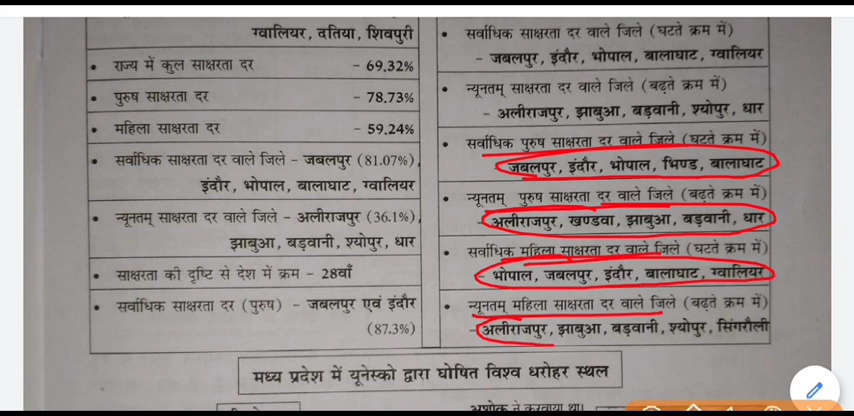 ग्वालियर, दतिया, शिवपुरी
• राज्य में कुल साक्षरता दर - 69.32%
• पुरुष साक्षरता दर - 78.73%
• महिला साक्षरता दर - 59.24%
• सर्वाधिक साक्षरता दर वाले जिले - जबलपुर (81.07%),
इंदौर, भोपाल, बालाघाट, ग्वालियर
• न्यूनतम् साक्षरता दर वाले जिले - अलीराजपुर (36.1%),
झाबुआ, बड़वानी, श्योपुर, धार
• साक्षरता की दृष्टि से देश में क्रम - 28वाँ
• सर्वाधिक साक्षरता दर (पुरुष) - जबलपुर एवं इंदौर
(87.3%)
• सर्वाधिक साक्षरता दर वाले जिले (घटते क्रम में)
- जबलपुर, इंदौर, भोपाल, बालाघाट, ग्वालियर
• न्यूनतम् साक्षरता दर वाले जिले (बढ़ते क्रम में)
- अलीराजपुर, झाबुआ, बड़वानी, श्योपुर, धार
• सर्वाधिक पुरुष साक्षरता दर वाले जिले (घटते क्रम में)
जबलपुर, इंदौर, भोपाल, भिण्ड, बालाघाट
• न्यूनतम् पुरुष साक्षरता दर वाले जिले (बढ़ते क्रम में)
- अलीराजपुर, खण्डवा, झाबुआ, बड़वानी, धार
• सर्वाधिक महिला साक्षरता दर वाले जिले (घटते क्रम में)
- भोपाल, जबलपुर, इंदौर, बालाघाट, ग्वालियर
• न्यूनतम् महिला साक्षरता दर वाले जिले (बढ़ते क्रम में)
- अलीराजपुर, झाबुआ, बड़वानी, श्योपुर, सिंगरौली
मध्य प्रदेश में यूनेस्को द्वारा घोषित विश्व धरोहर स्थल
अशोक ने करवाया था।